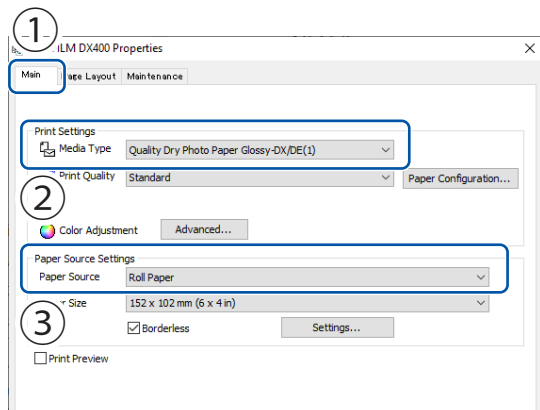 1
iLM DX400 Properties
Main Page Layout Maintenance
Print Settings
Media Type Quality Dry Photo Paper Glossy-DX/DE(1)
Print Quality Standard Paper Configuration...
2
Color Adjustment Advanced...
Paper Source Settings
Paper Source Roll Paper
3
er Size 152 x 102 mm (6 x 4 in)
Borderless Settings...
Print Preview